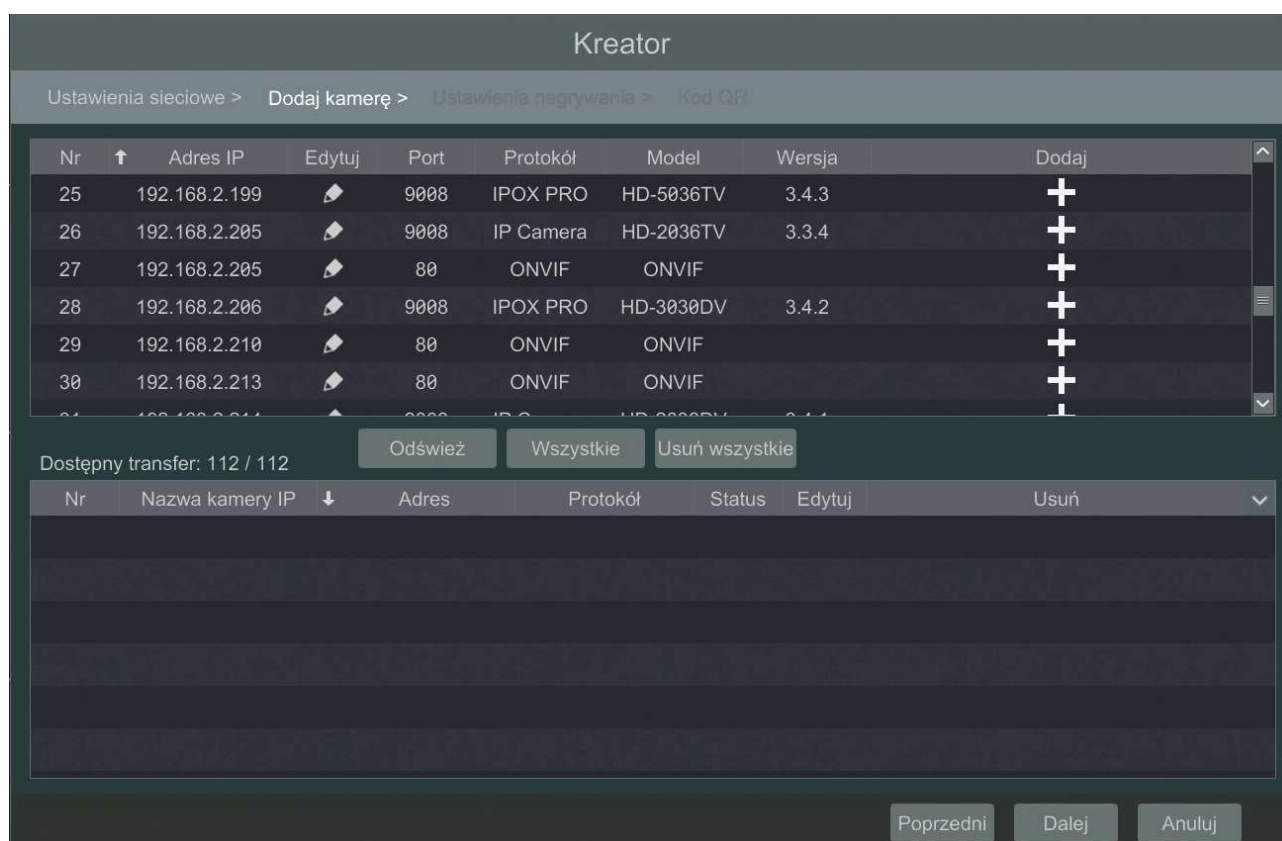 Kreator
Ustawienia sieciowe > Dodaj kamerę > Ustawienia negrywania > Kod QR
Nr Adres IP Edytuj Port Protokół Model Wersja Dodaj
25 192.168.2.199 9008 IPOX PRO HD-5036TV 3.4.3
26 192.168.2.205 9008 IP Camera HD-2036TV 3.3.4
27 192.168.2.205 80 ONVIF ONVIF
28 192.168.2.206 9008 IPOX PRO HD-3030DV 3.4.2
29 192.168.2.210 80 ONVIF ONVIF
30 192.168.2.213 80 ONVIF ONVIF
Odśwież Wszystkie Usuń wszystkie
Dostępny transfer: 112 / 112
Nr Nazwa kamery IP Adres Protokół Status Edytuj Usuń
Poprzedni Dalej Anuluj